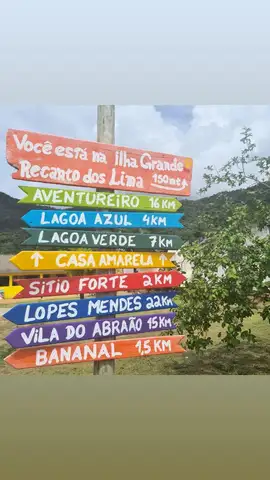 Você está na Ilha Grande
Recanto dos Lima 150 met
AVENTUREIRO 16 KM
LAGOA AZUL 4 KM
LAGOA VERDE 7 KM
CASA AMARELA
SITIO FORTE 2 KM
LOPES MENDES 22 KM
VILA DO ABRAÃO 15 KM
BANANAL 1,5 KM